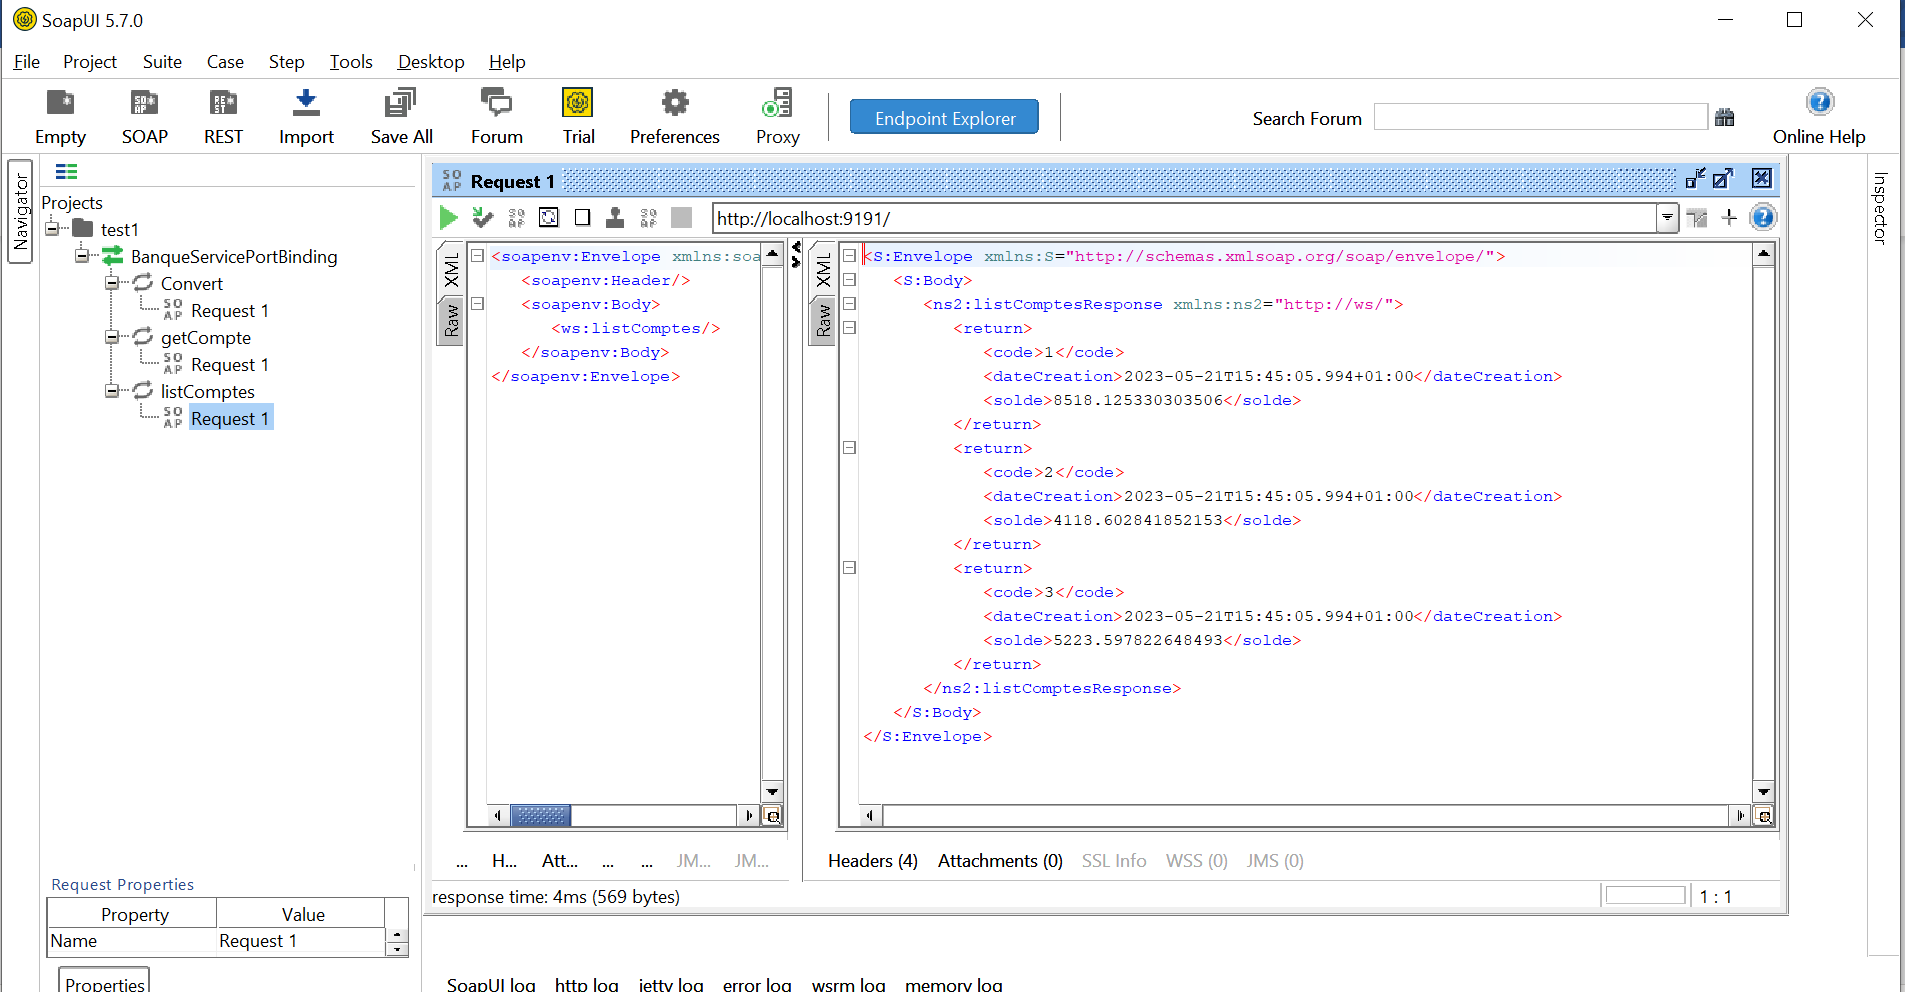 SoapUI 5.7.0
File Project Suite Case Step Tools Desktop Help
Empty SOAP REST Import Save All Forum Trial Preferences Proxy Endpoint Explorer Search Forum Online Help
Navigator
Projects
test1
BanqueServicePortBinding
Convert
SOAP Request 1
getCompte
SOAP Request 1
listComptes
SOAP Request 1
Request Properties
Property Value
Name Request 1
Properties
SOAP Request 1
http://localhost:9191/
XML
Raw
<soapenv:Envelope xmlns:soa
<soapenv:Header/>
<soapenv:Body>
<ws:listComptes/>
</soapenv:Body>
</soapenv:Envelope>
... H... Att... ... ... JM... JM...
XML
Raw
<S:Envelope xmlns:S="http://schemas.xmlsoap.org/soap/envelope/">
<S:Body>
<ns2:listComptesResponse xmlns:ns2="http://ws/">
<return>
<code>1</code>
<dateCreation>2023-05-21T15:45:05.994+01:00</dateCreation>
<solde>8518.125330303506</solde>
</return>
<return>
<code>2</code>
<dateCreation>2023-05-21T15:45:05.994+01:00</dateCreation>
<solde>4118.602841852153</solde>
</return>
<return>
<code>3</code>
<dateCreation>2023-05-21T15:45:05.994+01:00</dateCreation>
<solde>5223.597822648493</solde>
</return>
</ns2:listComptesResponse>
</S:Body>
</S:Envelope>
Headers (4) Attachments (0) SSL Info WSS (0) JMS (0)
response time: 4ms (569 bytes)
1 : 1
Inspector
SoapUI log http log jetty log error log wsrm log memory log